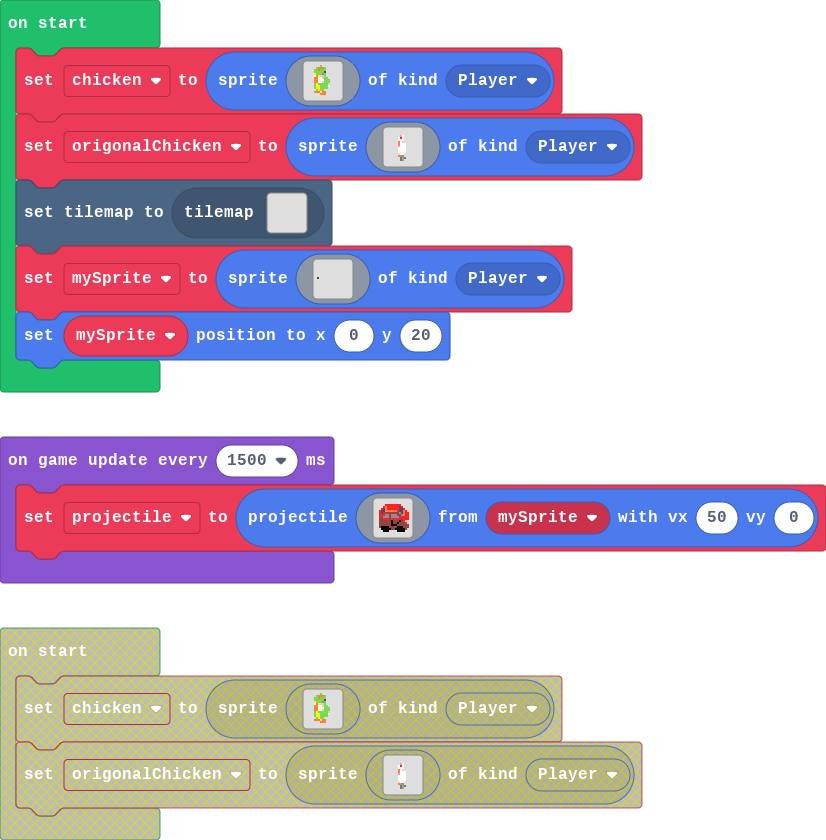 on start
set chicken to sprite of kind Player
set origonalChicken to sprite of kind Player
set tilemap to tilemap
set mySprite to sprite of kind Player
set mySprite position to x 0 y 20
on game update every 1500 ms
set projectile to projectile from mySprite with vx 50 vy 0
on start
set chicken to sprite of kind Player
set origonalChicken to sprite of kind Player